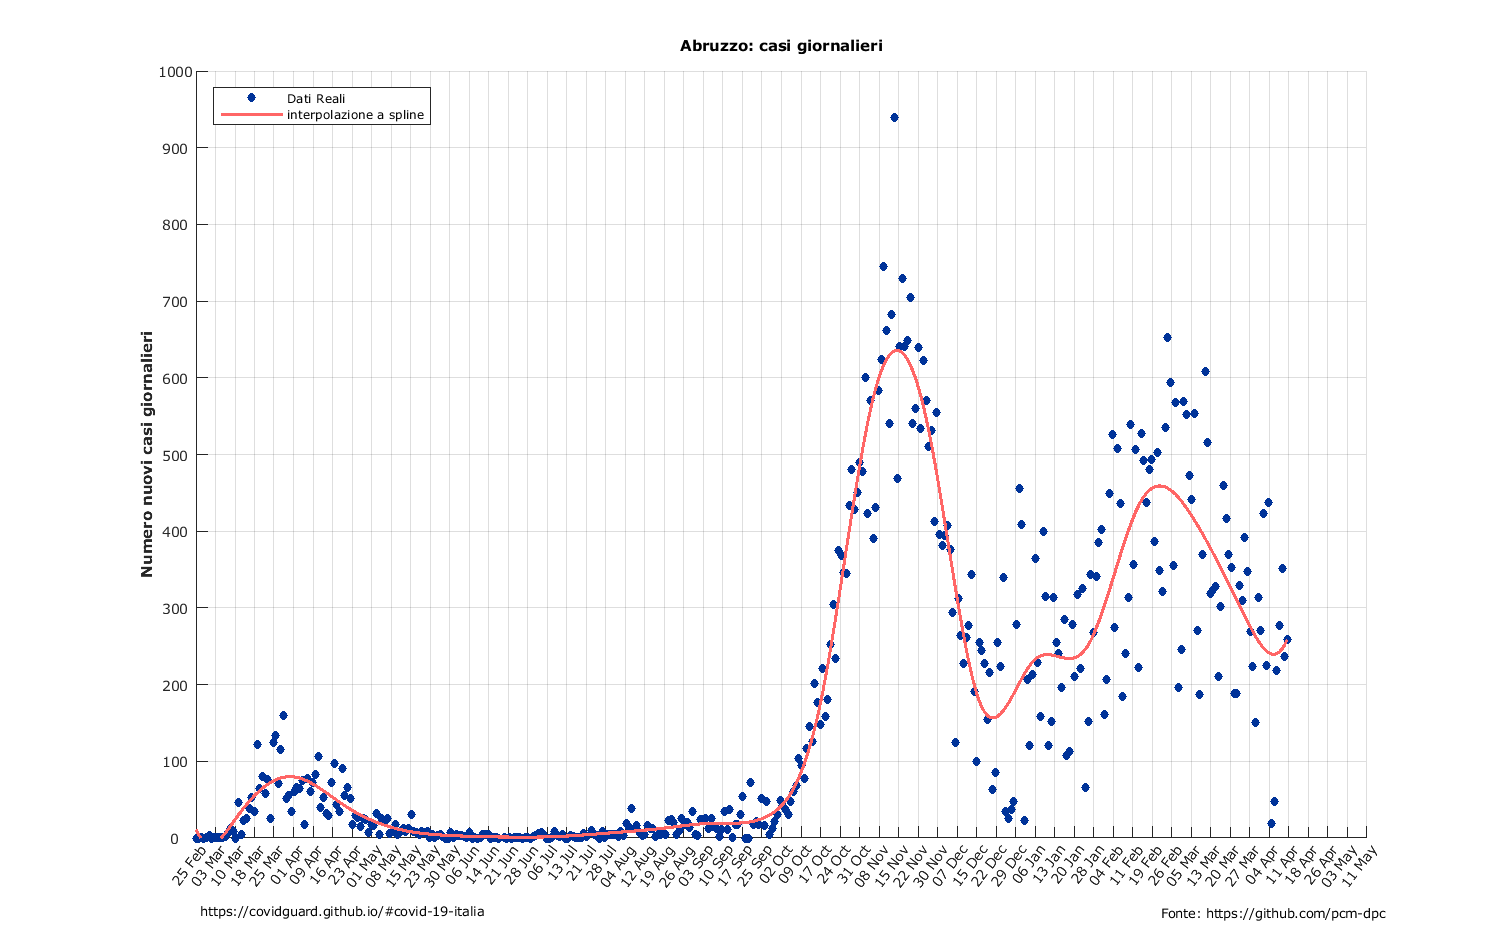 Abruzzo: casi giornalieri
Dati Reali
interpolazione a spline
Numero nuovi casi giornalieri
1000
900
800
700
600
500
400
300
200
100
0
25 Feb
03 Mar
10 Mar
18 Mar
25 Mar
01 Apr
09 Apr
16 Apr
23 Apr
01 May
08 May
15 May
23 May
30 May
06 Jun
14 Jun
21 Jun
28 Jun
06 Jul
13 Jul
21 Jul
28 Jul
04 Aug
12 Aug
19 Aug
26 Aug
03 Sep
10 Sep
17 Sep
25 Sep
02 Oct
09 Oct
17 Oct
24 Oct
31 Oct
08 Nov
15 Nov
22 Nov
30 Nov
07 Dec
15 Dec
22 Dec
29 Dec
06 Jan
13 Jan
20 Jan
28 Jan
04 Feb
11 Feb
19 Feb
26 Feb
05 Mar
13 Mar
20 Mar
27 Mar
04 Apr
11 Apr
18 Apr
26 Apr
03 May
11 May
https://covidguard.github.io/#covid-19-italia
Fonte: https://github.com/pcm-dpc